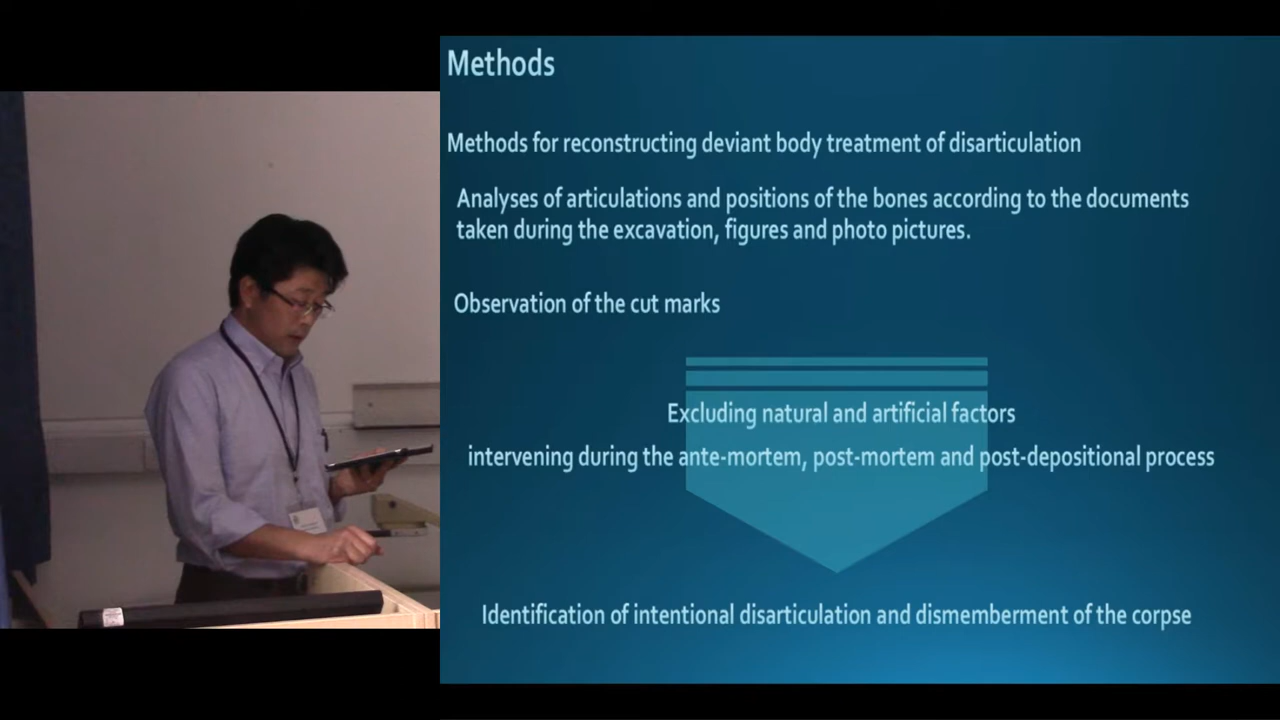 Methods
Methods for reconstructing deviant body treatment of disarticulation
Analyses of articulations and positions of the bones according to the documents
taken during the excavation, figures and photo pictures.
Observation of the cut marks
Excluding natural and artificial factors
intervening during the ante-mortem, post-mortem and post-depositional process
Identification of intentional disarticulation and dismemberment of the corpse